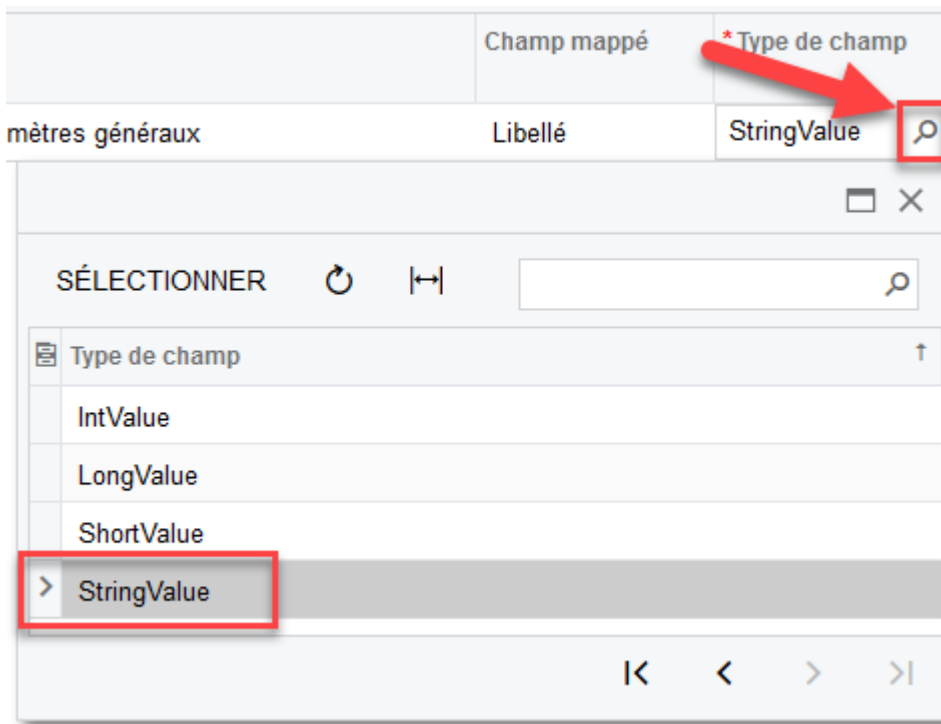 Champ mappé
* Type de champ
mètres généraux
Libellé
StringValue
SÉLECTIONNER
Type de champ
IntValue
LongValue
ShortValue
StringValue